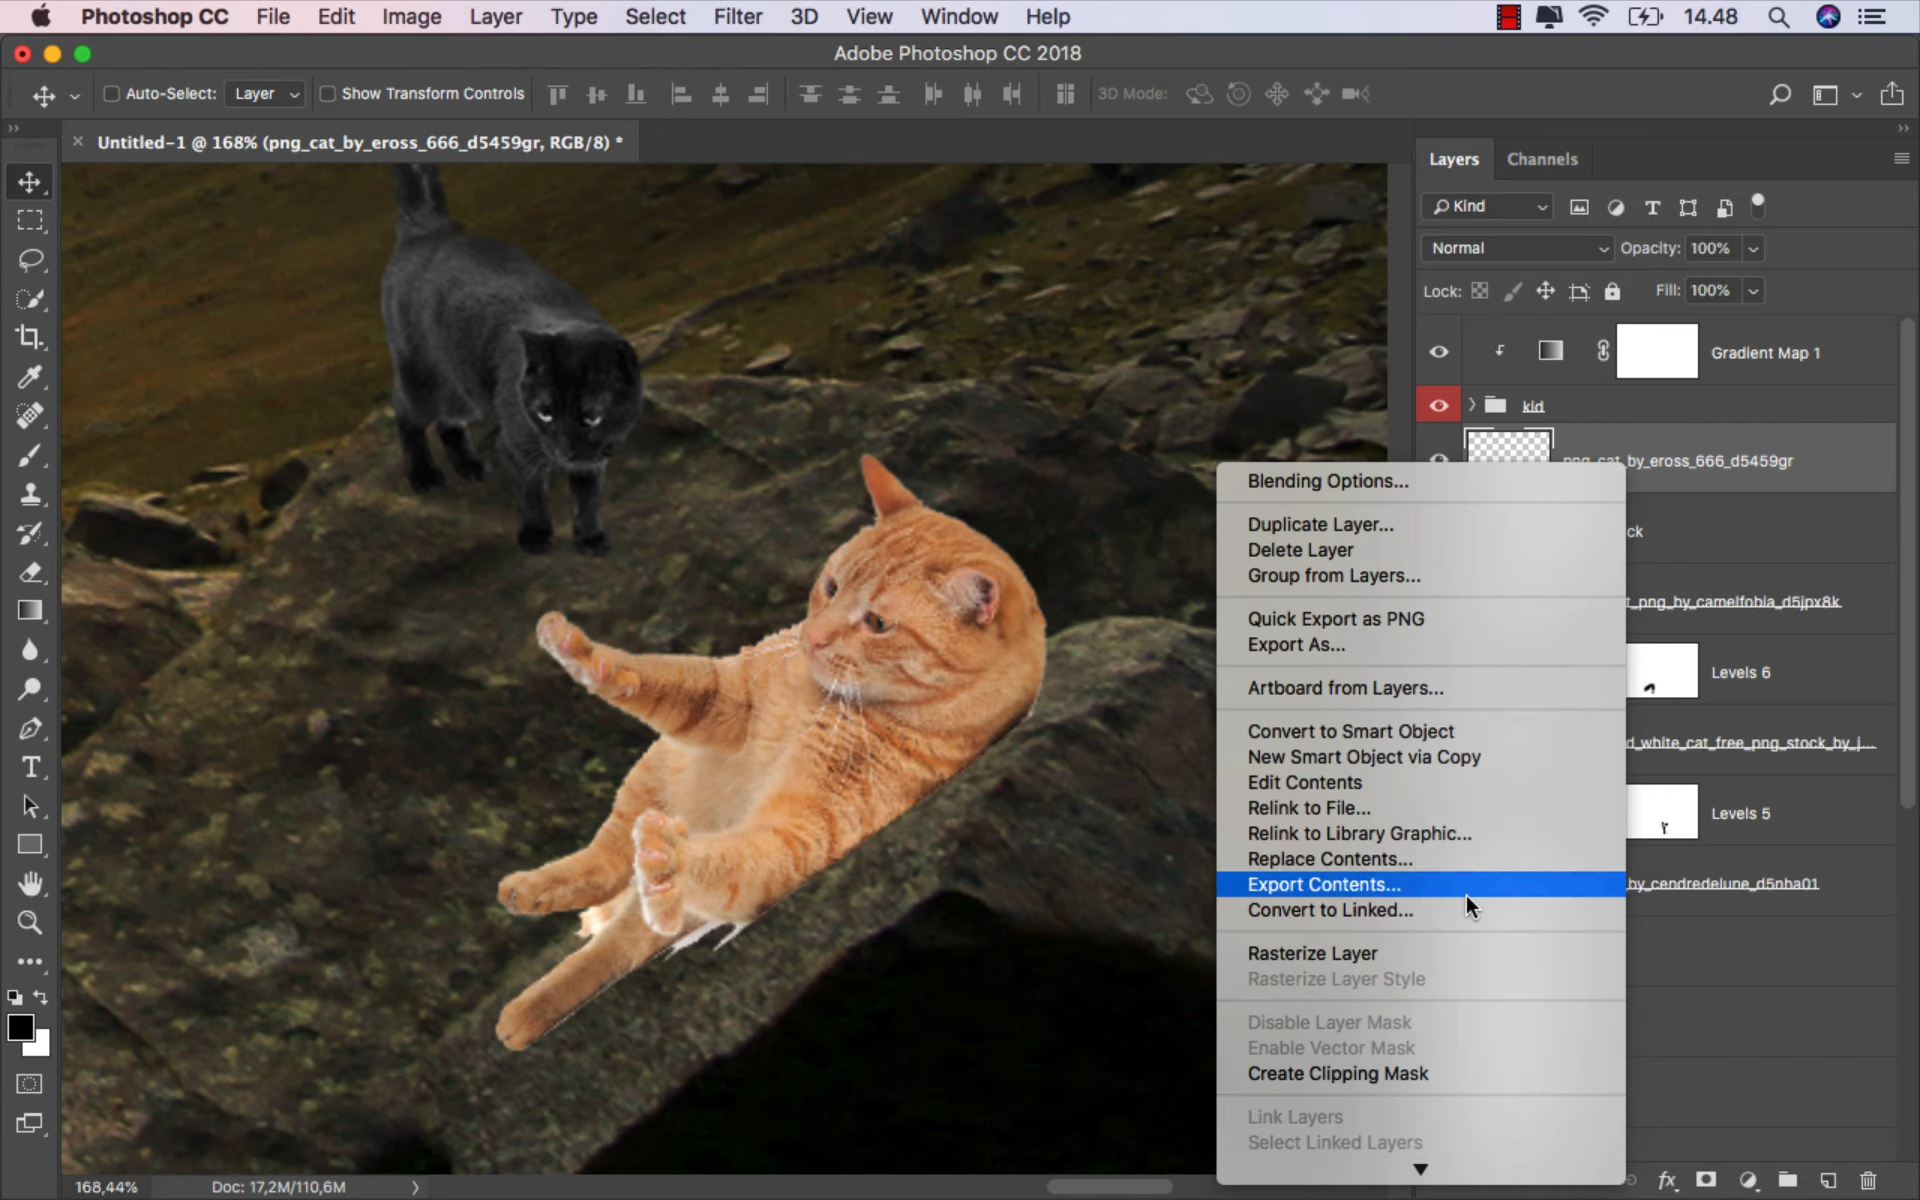 Photoshop CC File Edit Image Layer Type Select Filter 3D View Window Help 14.48
Adobe Photoshop CC 2018
Auto-Select: Layer Show Transform Controls 3D Mode:
Untitled-1 @ 168% (png_cat_by_eross_666_d5459gr, RGB/8) *
Layers Channels
Kind
Normal Opacity: 100%
Lock: Fill: 100%
Gradient Map 1
kid
png_cat_by_eross_666_d5459gr
Blending Options...
Duplicate Layer...
ck
Delete Layer
Group from Layers...
t_png_by_camelfobia_d5jpx8k
Quick Export as PNG
Export As...
Levels 6
Artboard from Layers...
Convert to Smart Object
d_white_cat_free_png_stock_by_j...
New Smart Object via Copy
Edit Contents
Relink to File...
Levels 5
Relink to Library Graphic...
Replace Contents...
Export Contents...
by_cendredelune_d5nba01
Convert to Linked...
Rasterize Layer
Rasterize Layer Style
Disable Layer Mask
Enable Vector Mask
Create Clipping Mask
Link Layers
Select Linked Layers
168,44% Doc: 17,2M/110,6M
fx